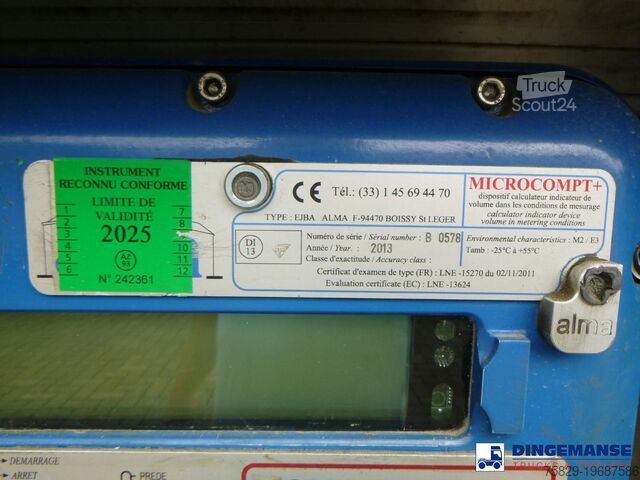 Truck
Scout24
INSTRUMENT
RECONNU CONFORME
LIMITE DE
VALIDITÉ
2025
1 7
2 8
3 9
4 10
5 11
6 12
AZ
93
N° 242361
CE Tél.: (33) 1 45 69 44 70
TYPE : EJBA ALMA F-94470 BOISSY St LEGER
MICROCOMPT+
dispositif calculateur indicateur de
volume dans les conditions de mesurage
calculator indicator device
volume in metering conditions
DI
13
Numéro de série / Serial number : B 0578
Année / Year : 2013
Classe d'exactitude / Accuracy class :
Environmental characteristics : M2 / E3
Tamb : -25°C à +55°C
Certificat d'examen de type (FR) : LNE -15270 du 02/11/2011
Evaluation certificate (EC) : LNE -13624
alma
DEMARRAGE
ARRET
PREDE
DINGEMANSE
TRUCKS
75829-19687586